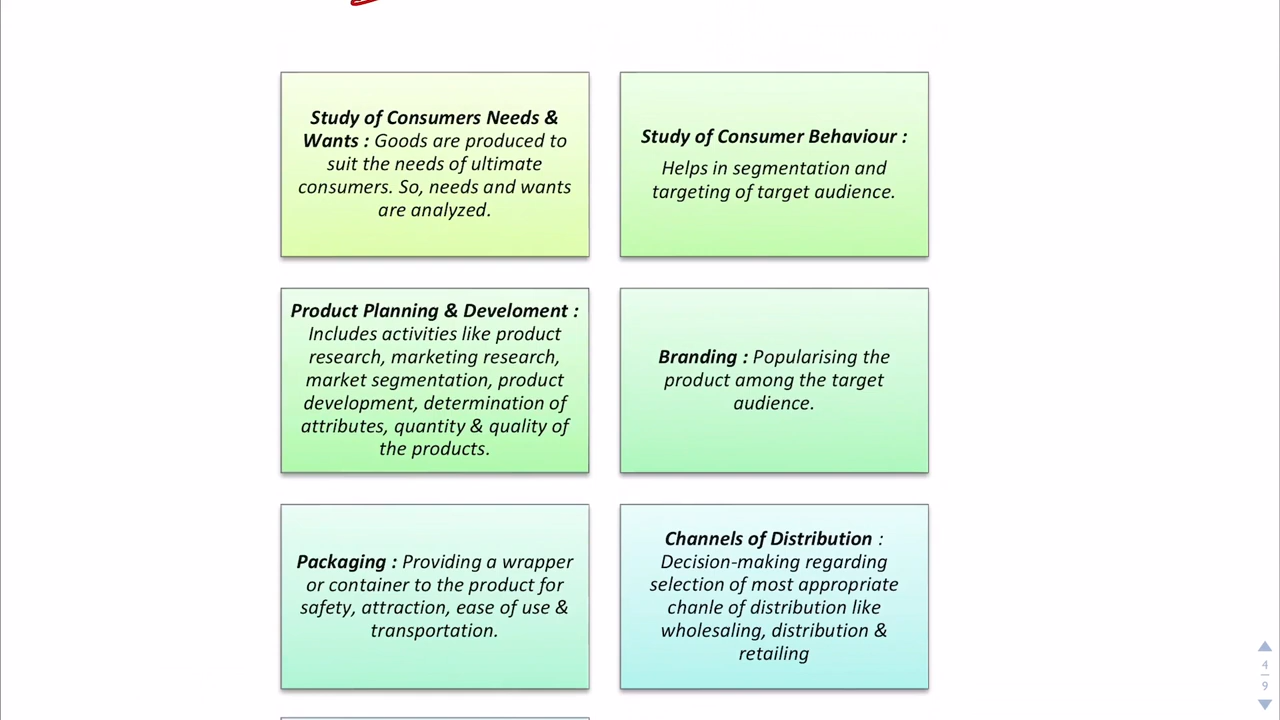 Study of Consumers Needs &
Wants : Goods are produced to
suit the needs of ultimate
consumers. So, needs and wants
are analyzed.
Study of Consumer Behaviour :
Helps in segmentation and
targeting of target audience.
Product Planning & Develoment :
Includes activities like product
research, marketing research,
market segmentation, product
development, determination of
attributes, quantity & quality of
the products.
Branding : Popularising the
product among the target
audience.
Packaging : Providing a wrapper
or container to the product for
safety, attraction, ease of use &
transportation.
Channels of Distribution :
Decision-making regarding
selection of most appropriate
chanle of distribution like
wholesaling, distribution &
retailing
4
9